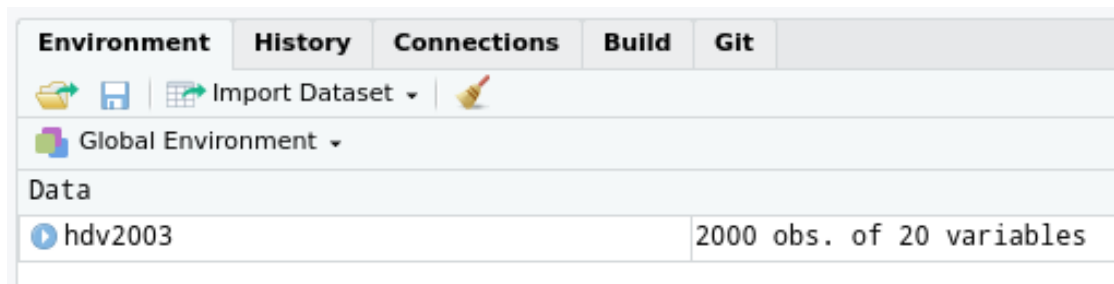 Environment History Connections Build Git
Import Dataset
Global Environment
Data
hdv2003 2000 obs. of 20 variables